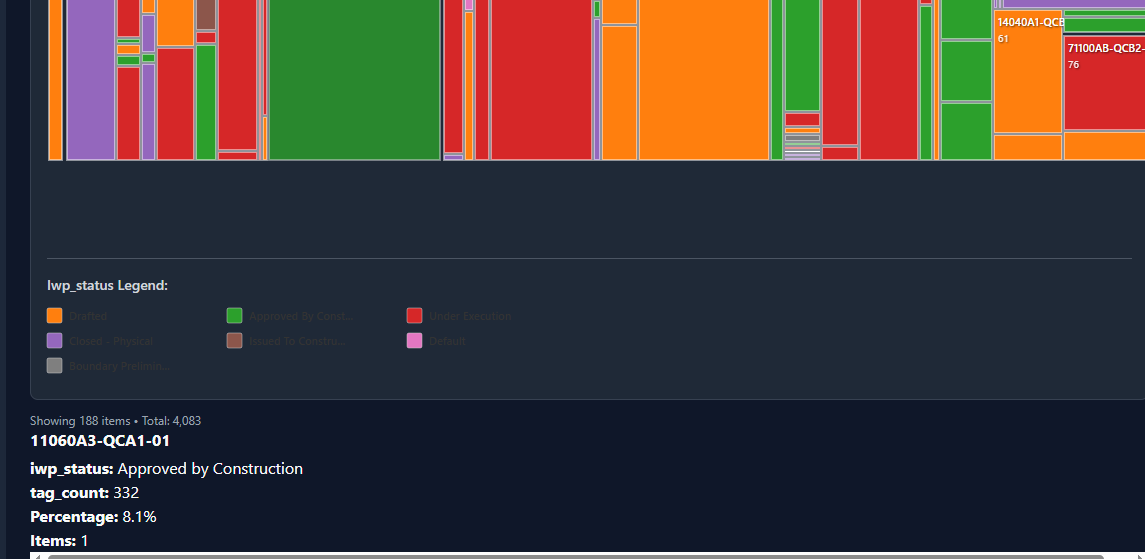 14040A1-QCB
61
71100AB-QCB2-
76
Iwp_status Legend:
Drafted
Approved By Const...
Under Execution
Closed - Physical
Issued To Constru...
Default
Boundary Prelimin...
Showing 188 items • Total: 4,083
11060A3-QCA1-01
iwp_status: Approved by Construction
tag_count: 332
Percentage: 8.1%
Items: 1